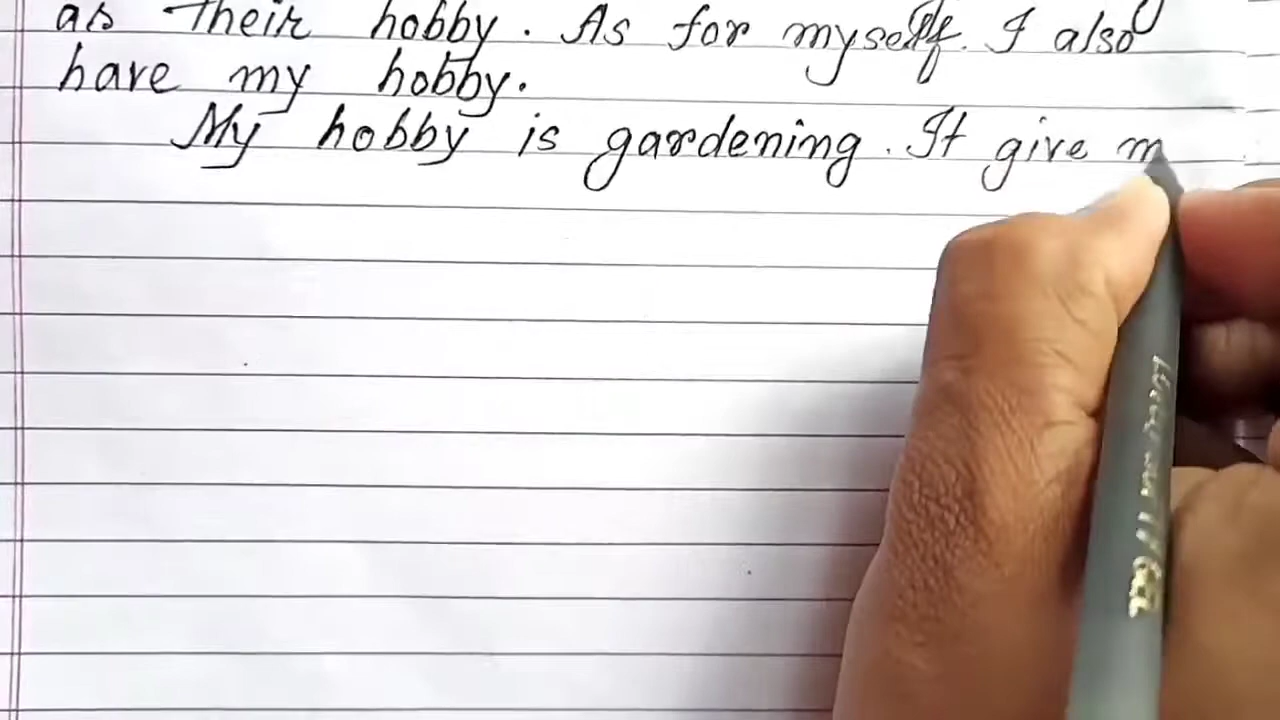 as their hobby. As for myself. I also
have my hobby.
My hobby is gardening. It give m